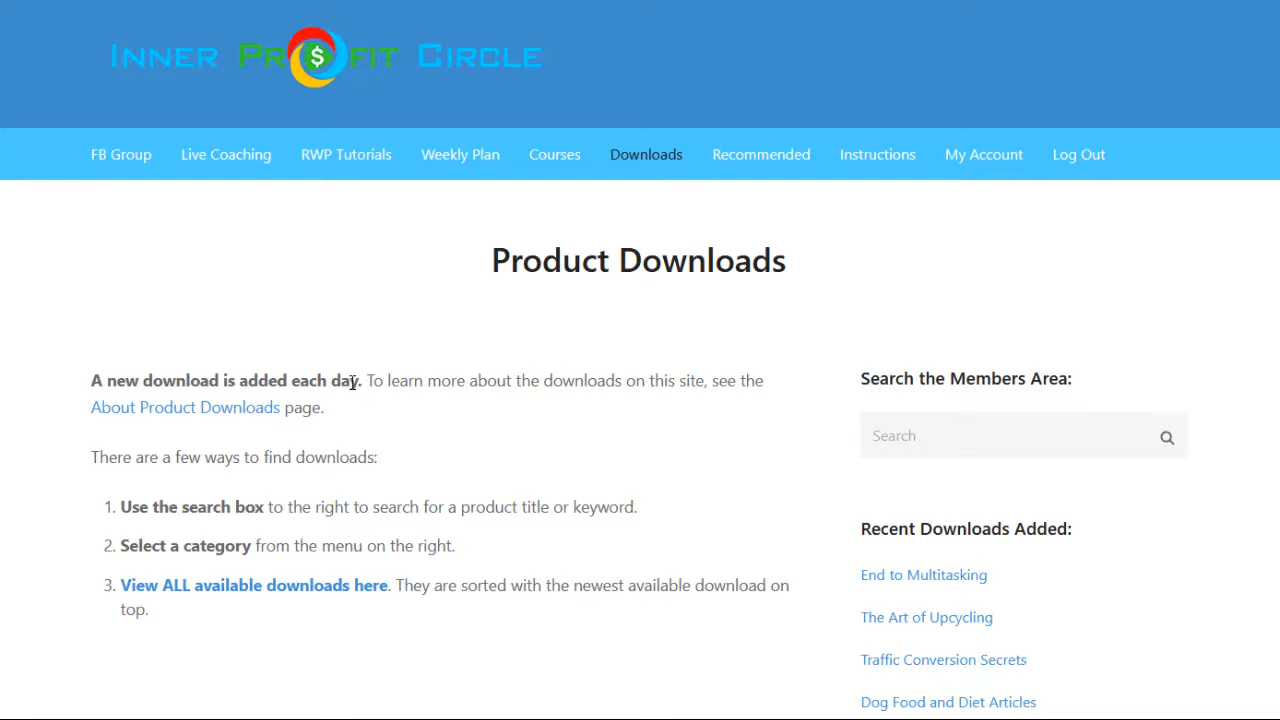 INNER PROFIT CIRCLE
FB Group Live Coaching RWP Tutorials Weekly Plan Courses Downloads Recommended Instructions My Account Log Out
Product Downloads
A new download is added each day. To learn more about the downloads on this site, see the
About Product Downloads page.
There are a few ways to find downloads:
1. Use the search box to the right to search for a product title or keyword.
2. Select a category from the menu on the right.
3. View ALL available downloads here. They are sorted with the newest available download on
top.
Search the Members Area:
Search
Recent Downloads Added:
End to Multitasking
The Art of Upcycling
Traffic Conversion Secrets
Dog Food and Diet Articles